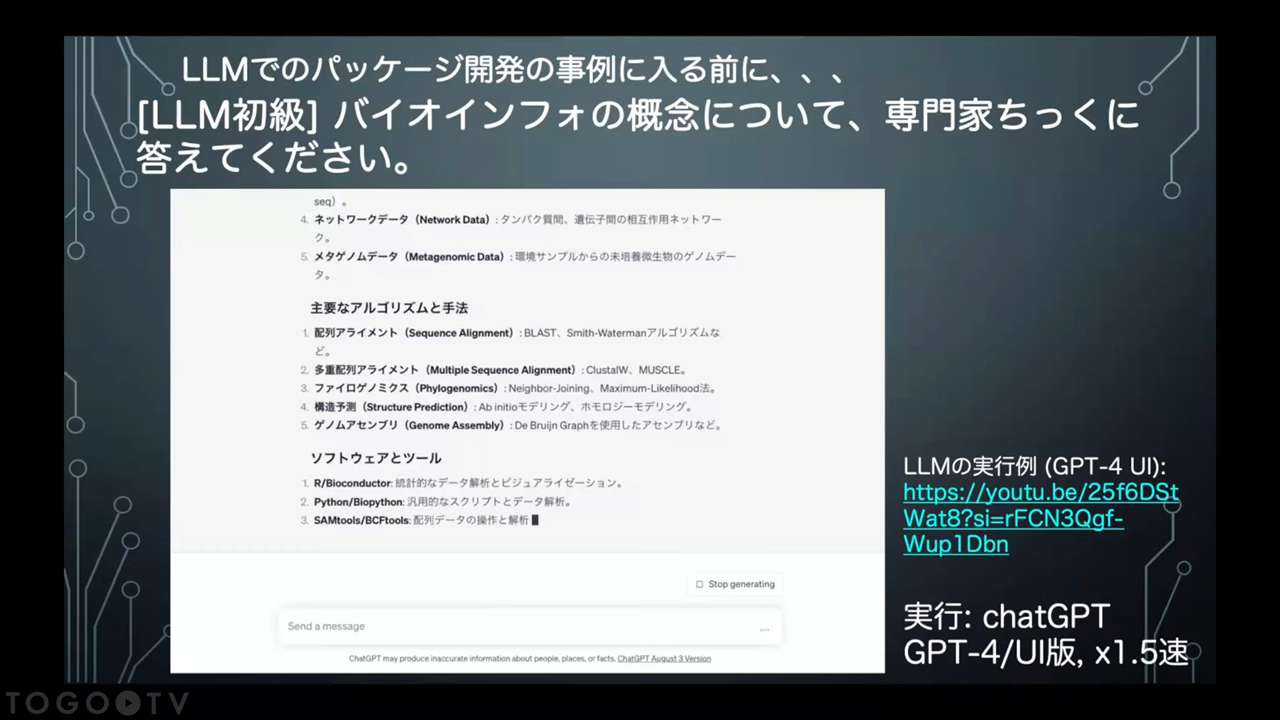 LLMでのパッケージ開発の事例に入る前に、、、
[LLM初級] バイオインフォの概念について、専門家ちっくに
答えてください。
seq）。
4. ネットワークデータ（Network Data）: タンパク質間、遺伝子間の相互作用ネットワー
ク。
5. メタゲノムデータ（Metagenomic Data）: 環境サンプルからの未培養微生物のゲノムデー
タ。
主要なアルゴリズムと手法
1. 配列アライメント（Sequence Alignment）: BLAST、Smith-Watermanアルゴリズムな
ど。
2. 多重配列アライメント（Multiple Sequence Alignment）: ClustalW、MUSCLE。
3. ファイロゲノミクス（Phylogenomics）: Neighbor-Joining、Maximum-Likelihood法。
4. 構造予測（Structure Prediction）: Ab initioモデリング、ホモロジーモデリング。
5. ゲノムアセンブリ（Genome Assembly）: De Bruijn Graphを使用したアセンブリなど。
ソフトウェアとツール
1. R/Bioconductor: 統計的なデータ解析とビジュアライゼーション。
2. Python/Biopython: 汎用的なスクリプトとデータ解析。
3. SAMtools/BCFtools: 配列データの操作と解析
Stop generating
Send a message
ChatGPT may produce inaccurate information about people, places, or facts. ChatGPT August 3 Version
LLMの実行例 (GPT-4 UI):
https://youtu.be/25f6DSt
Wat8?si=rFCN3Qgf-
Wup1Dbn
実行: chatGPT
GPT-4/UI版, x1.5速
TOGO TV